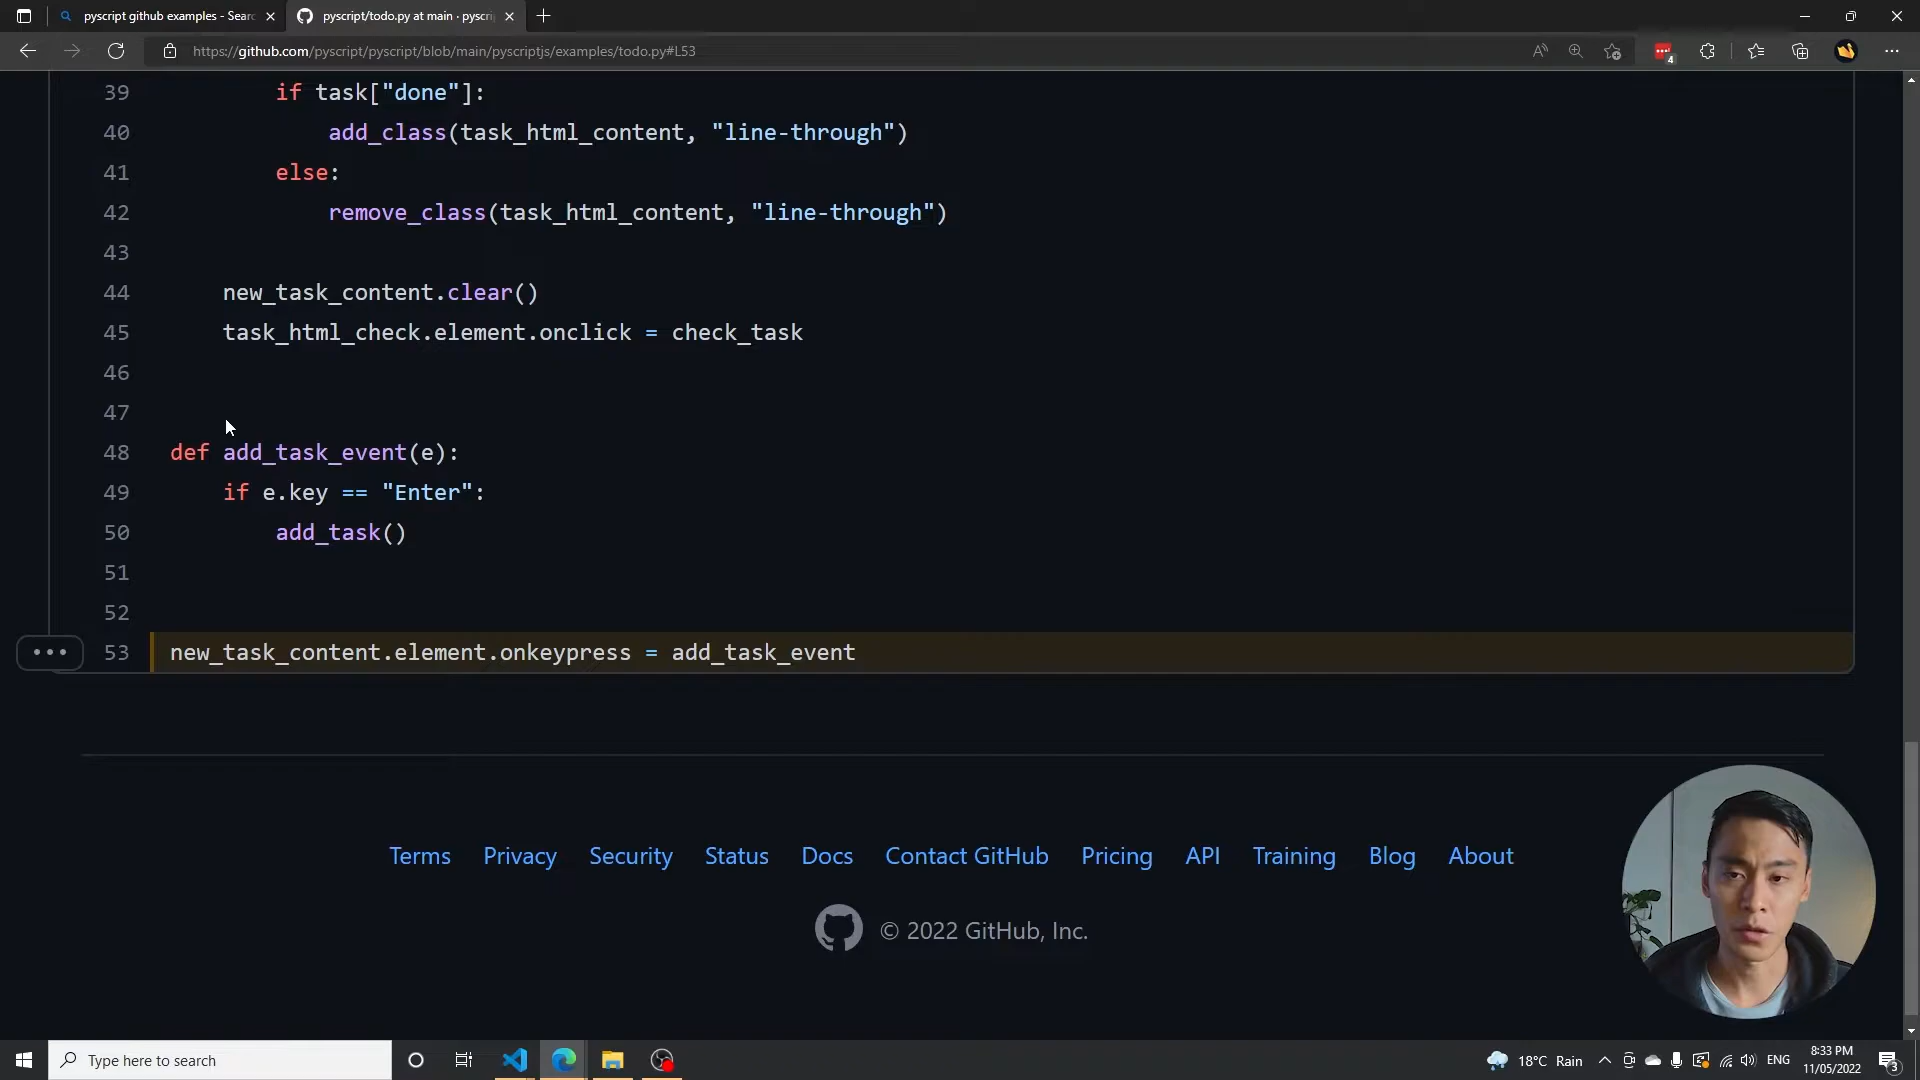 pyscript github examples - Searc
pyscript/todo.py at main · pyscri
https://github.com/pyscript/pyscript/blob/main/pyscriptjs/examples/todo.py#L53
4
39 if task["done"]:
40 add_class(task_html_content, "line-through")
41 else:
42 remove_class(task_html_content, "line-through")
43
44 new_task_content.clear()
45 task_html_check.element.onclick = check_task
46
47
48 def add_task_event(e):
49 if e.key == "Enter":
50 add_task()
51
52
53 new_task_content.element.onkeypress = add_task_event
Terms Privacy Security Status Docs Contact GitHub Pricing API Training Blog About
© 2022 GitHub, Inc.
Type here to search
18°C Rain
ENG
8:33 PM
11/05/2022
3